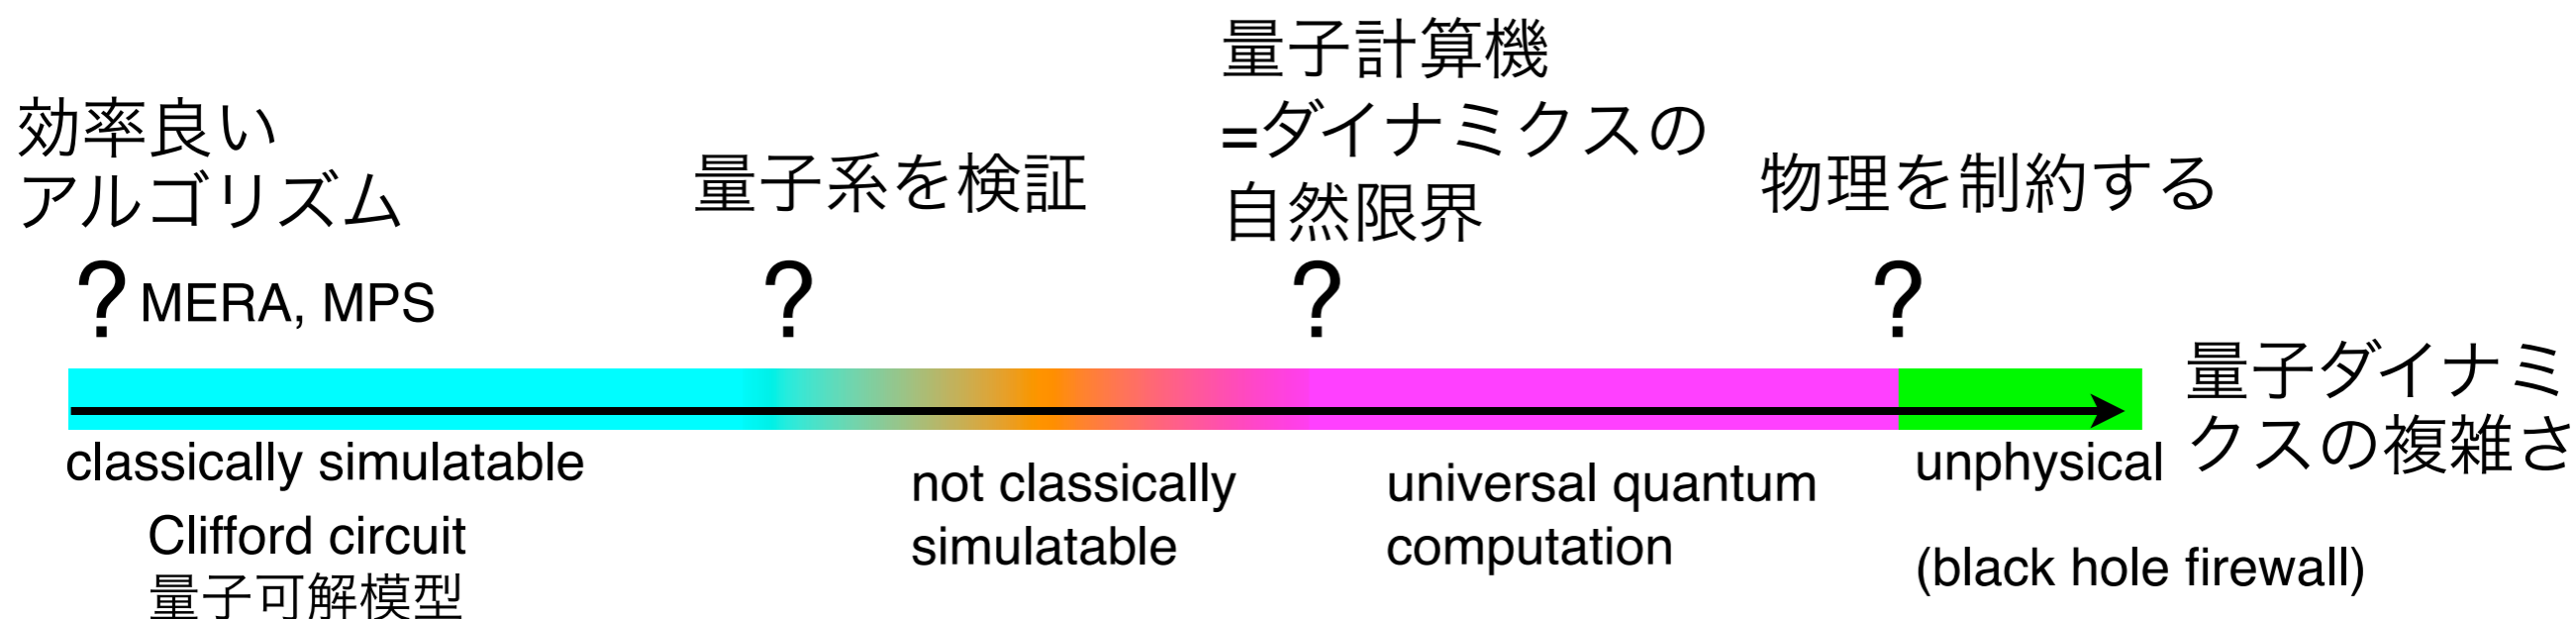 効率良い
アルゴリズム
? MERA, MPS
量子系を検証
?
量子計算機
=ダイナミクスの
自然限界
?
物理を制約する
?
量子ダイナミ
クスの複雑さ
classically simulatable
Clifford circuit
量子可解模型
not classically
simulatable
universal quantum
computation
unphysical
(black hole firewall)